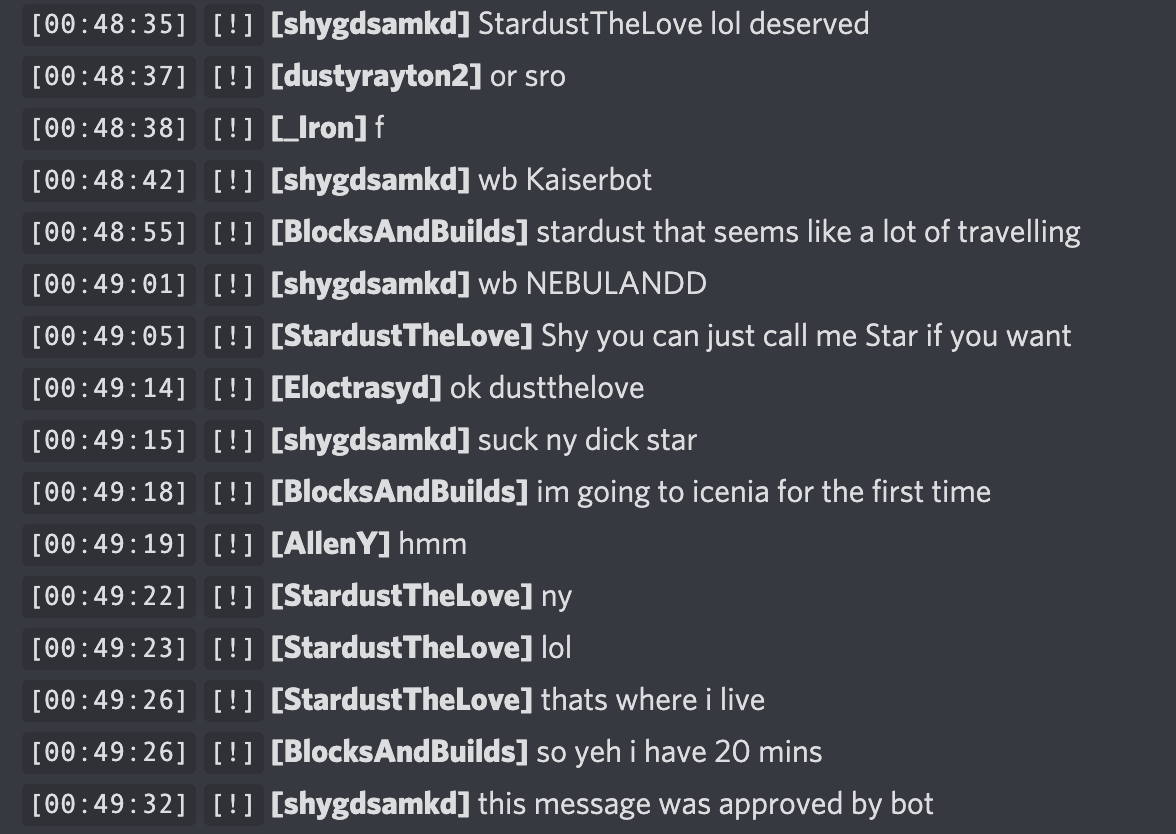 [00:48:35] [!] [shygdsamkd] StardustTheLove lol deserved
[00:48:37] [!] [dustyrayton2] or sro
[00:48:38] [!] [_Iron] f
[00:48:42] [!] [shygdsamkd] wb Kaiserbot
[00:48:55] [!] [BlocksAndBuilds] stardust that seems like a lot of travelling
[00:49:01] [!] [shygdsamkd] wb NEBULANDD
[00:49:05] [!] [StardustTheLove] Shy you can just call me Star if you want
[00:49:14] [!] [Eloctrasyd] ok dustthelove
[00:49:15] [!] [shygdsamkd] suck ny dick star
[00:49:18] [!] [BlocksAndBuilds] im going to icenia for the first time
[00:49:19] [!] [AllenY] hmm
[00:49:22] [!] [StardustTheLove] ny
[00:49:23] [!] [StardustTheLove] lol
[00:49:26] [!] [StardustTheLove] thats where i live
[00:49:26] [!] [BlocksAndBuilds] so yeh i have 20 mins
[00:49:32] [!] [shygdsamkd] this message was approved by bot